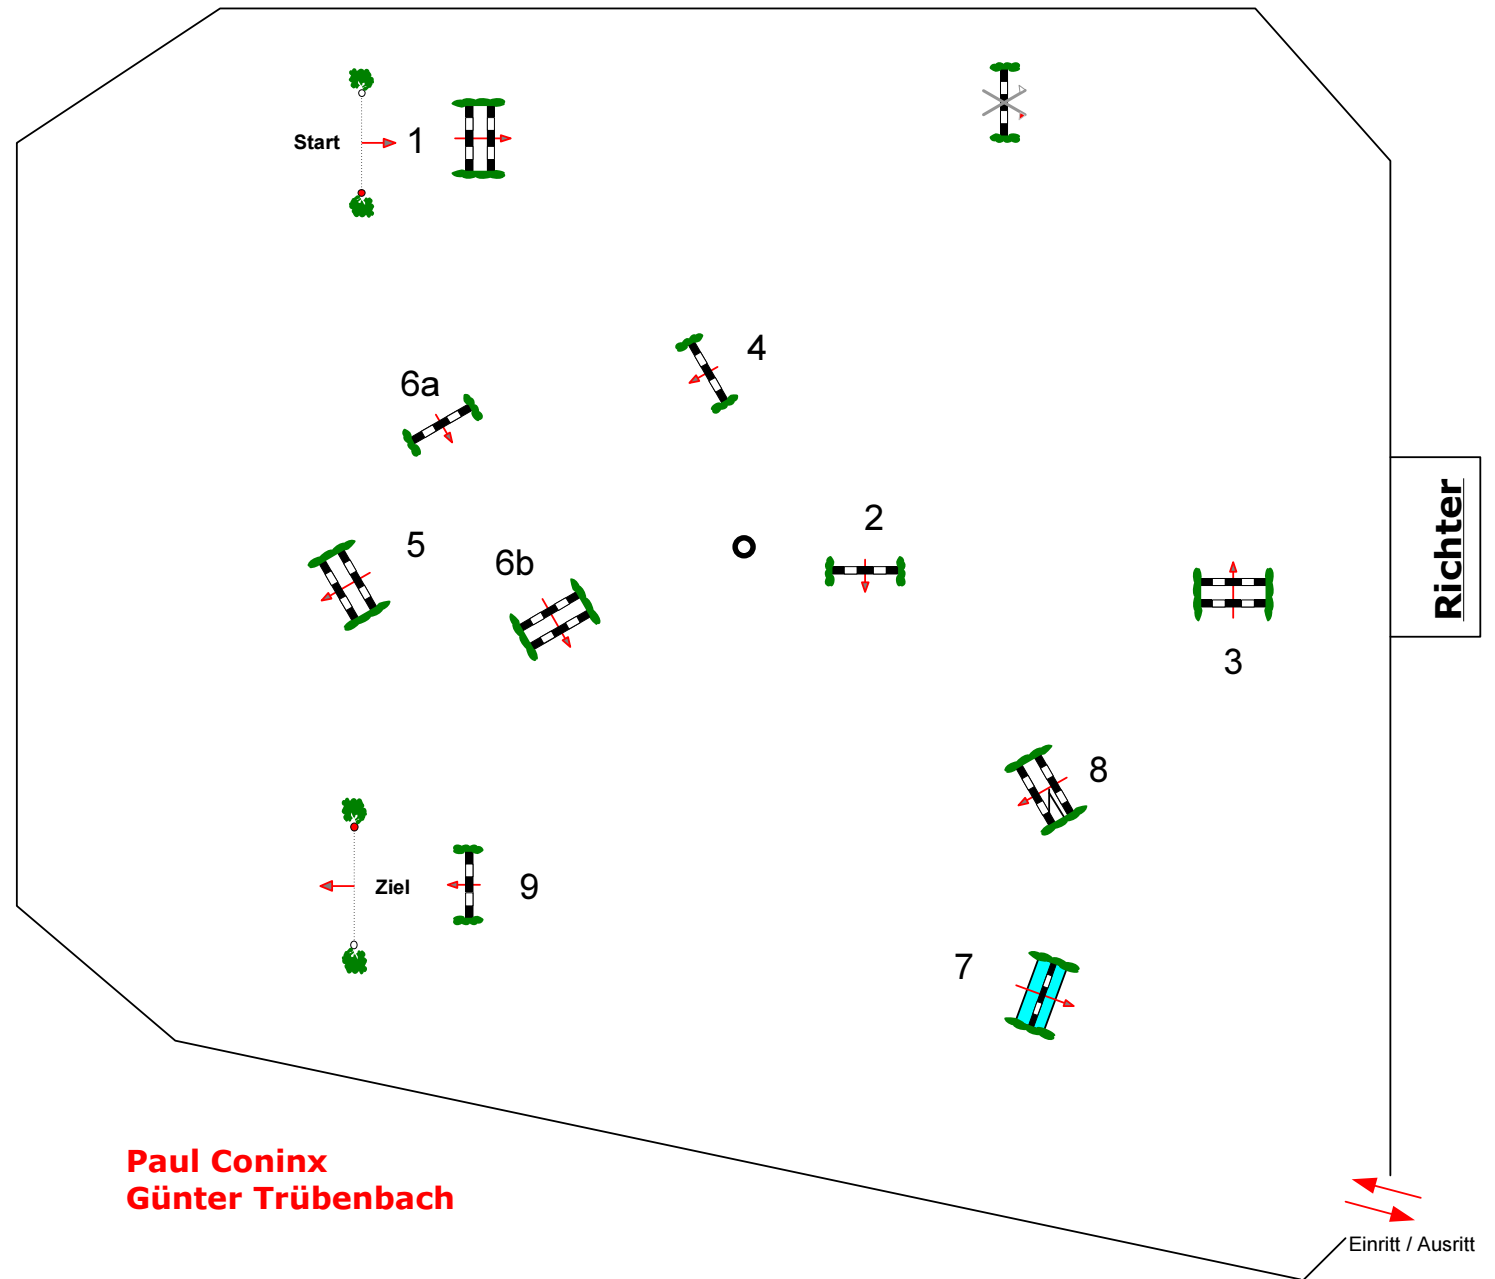 Start
1
4
6a
2
5
6b
Richter
3
8
Ziel
9
7
Paul Coninx
Günter Trübenbach
Einritt / Ausritt